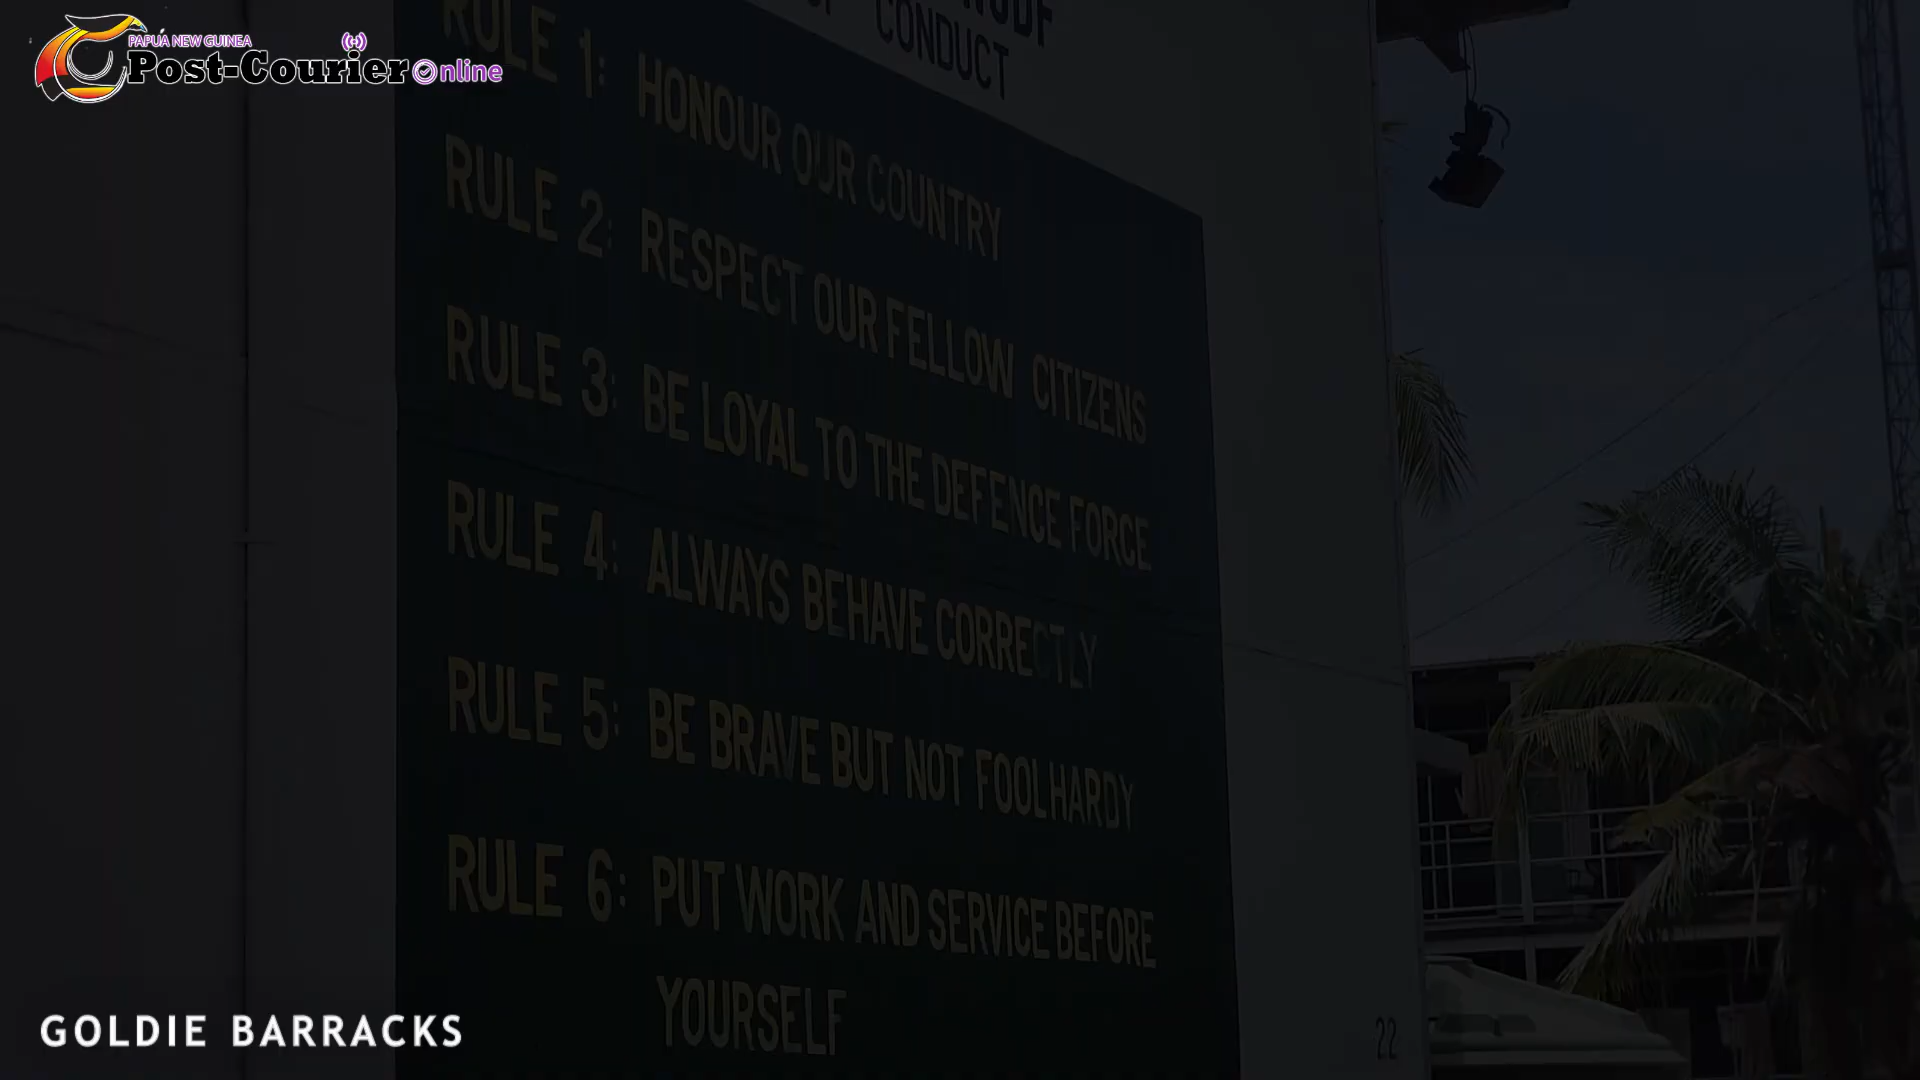 PAPUA NEW GUINEA
Post-Courier Online
CONDUCT
RULE 1: HONOUR OUR COUNTRY
RULE 2: RESPECT OUR FELLOW CITIZENS
RULE 3: BE LOYAL TO THE DEFENCE FORCE
RULE 4: ALWAYS BEHAVE CORRECTLY
RULE 5: BE BRAVE BUT NOT FOOLHARDY
RULE 6: PUT WORK AND SERVICE BEFORE
YOURSELF
22
GOLDIE BARRACKS